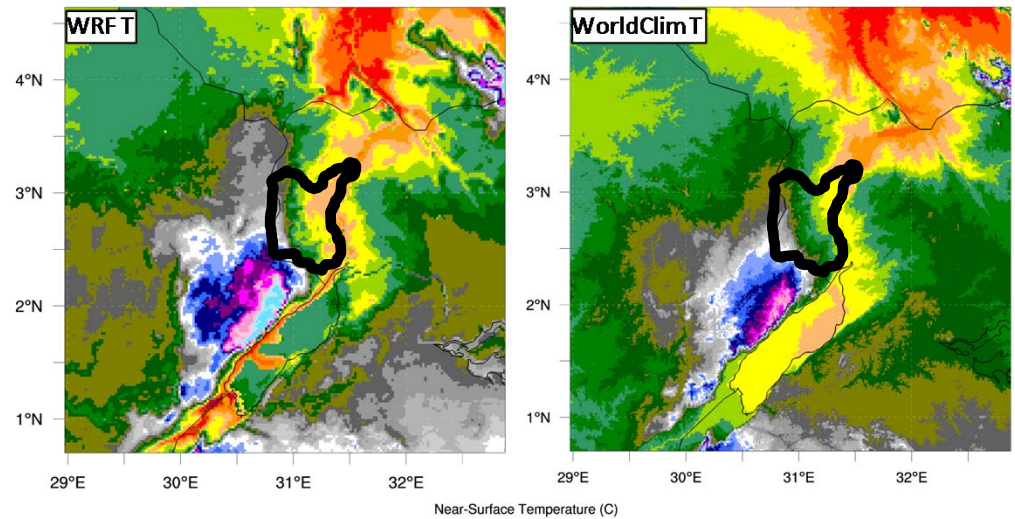 WRF T
WorldClim T
4°N
4°N
3°N
3°N
2°N
2°N
1°N
1°N
29°E
30°E
31°E
32°E
29°E
30°E
31°E
32°E
Near-Surface Temperature (C)